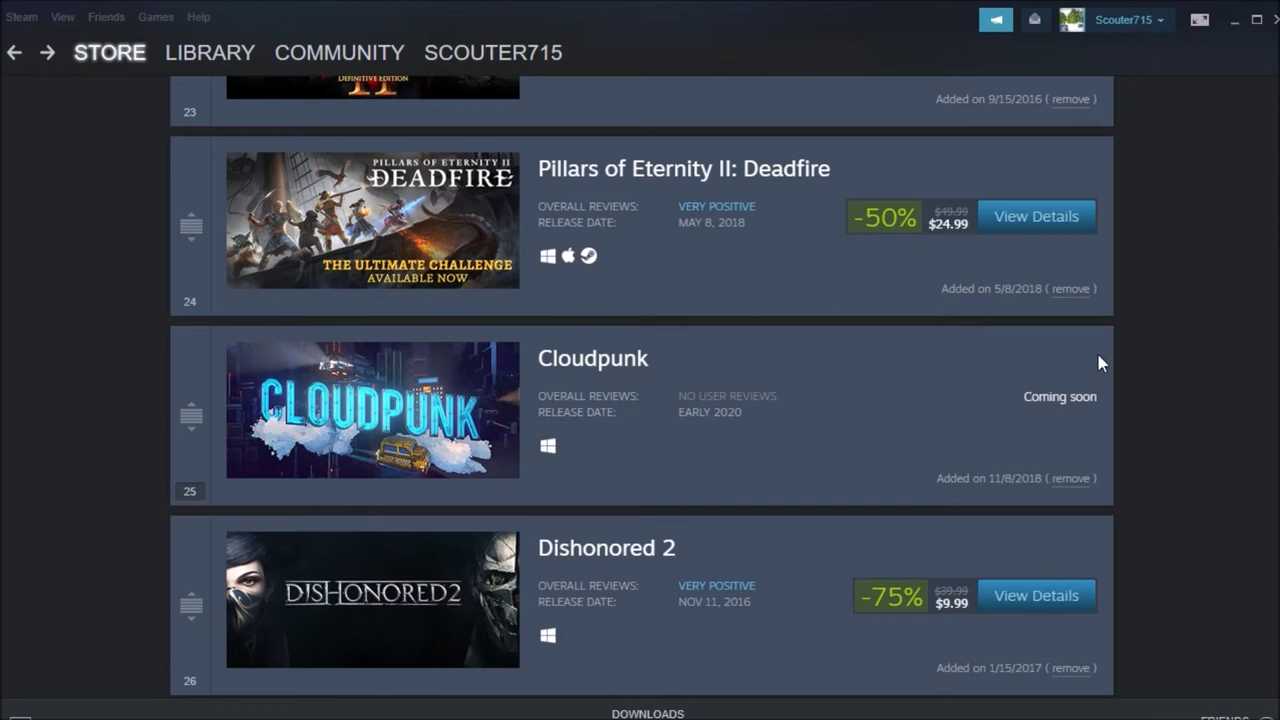 Steam View Friends Games Help
Scouter715
STORE LIBRARY COMMUNITY SCOUTER715
DEFINITIVE EDITION
23
Added on 9/15/2016 ( remove )
PILLARS OF ETERNITY II
DEADFIRE
THE ULTIMATE CHALLENGE
AVAILABLE NOW
Pillars of Eternity II: Deadfire
OVERALL REVIEWS: VERY POSITIVE
RELEASE DATE: MAY 8, 2018
-50% $49.99 $24.99 View Details
24
Added on 5/8/2018 ( remove )
CLOUDPUNK
Cloudpunk
OVERALL REVIEWS: NO USER REVIEWS
RELEASE DATE: EARLY 2020
Coming soon
25
Added on 11/8/2018 ( remove )
DISHONORED 2
Dishonored 2
OVERALL REVIEWS: VERY POSITIVE
RELEASE DATE: NOV 11, 2016
-75% $39.99 $9.99 View Details
26
Added on 1/15/2017 ( remove )
DOWNLOADS